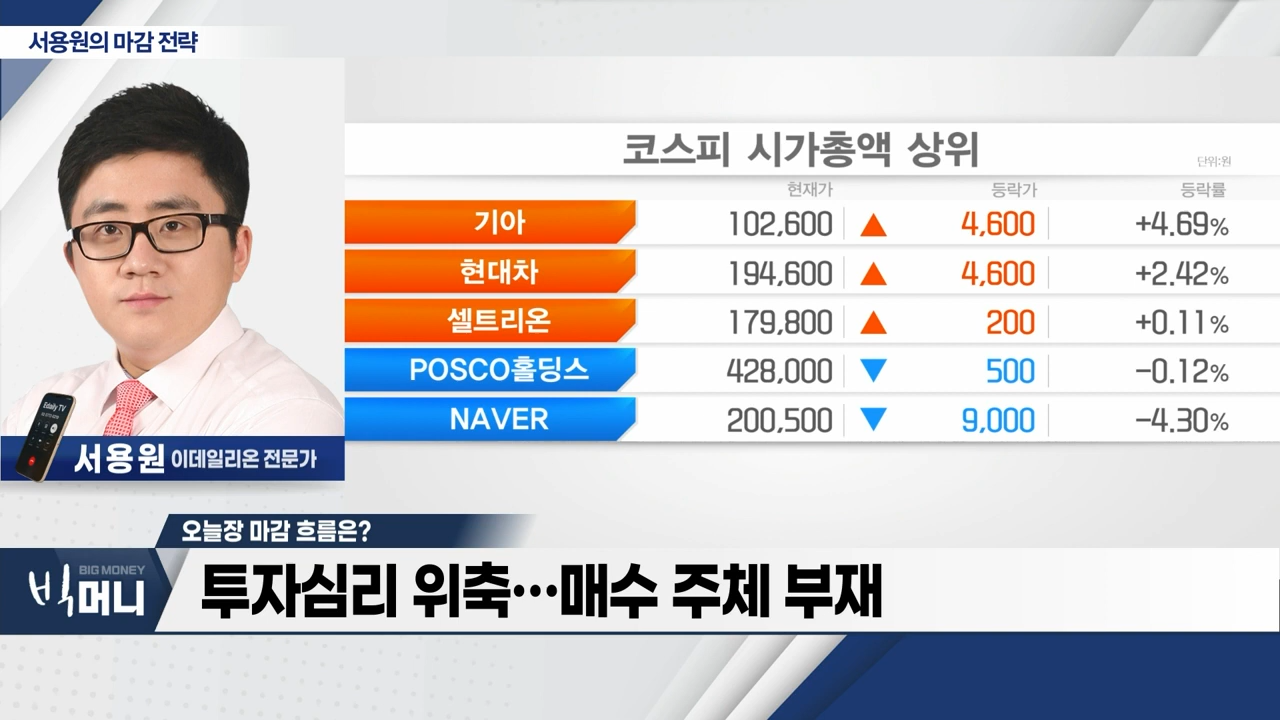 서용원의 마감 전략
코스피 시가총액 상위
단위:원
현재가 등락가 등락률
기아 102,600 ▲ 4,600 +4.69%
현대차 194,600 ▲ 4,600 +2.42%
셀트리온 179,800 ▲ 200 +0.11%
POSCO홀딩스 428,000 ▼ 500 -0.12%
NAVER 200,500 ▼ 9,000 -4.30%
Edaily TV
서용원 이데일리온 전문가
오늘장 마감 흐름은?
BIG MONEY
빅머니
투자심리 위축…매수 주체 부재